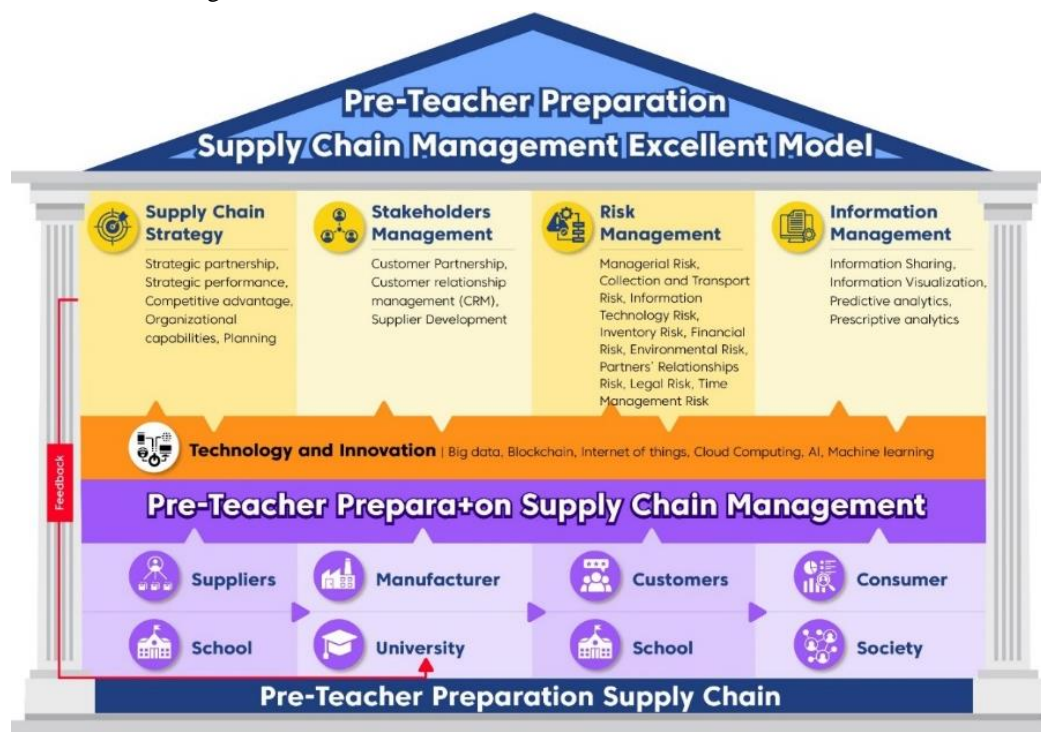 Pre-Teacher Preparation
Supply Chain Management Excellent Model
Supply Chain
Strategy
Strategic partnership,
Strategic performance,
Competitive advantage,
Organizational
capabilities, Planning
Stakeholders
Management
Customer Partnership,
Customer relationship
management (CRM),
Supplier Development
Risk
Management
Managerial Risk,
Collection and Transport
Risk, Information
Technology Risk,
Inventory Risk, Financial
Risk, Environmental Risk,
Partners' Relationships
Risk, Legal Risk, Time
Management Risk
Information
Management
Information Sharing,
Information Visualization,
Predictive analytics,
Prescriptive analytics
Feedback
Technology and Innovation | Big data, Blockchain, Internet of things, Cloud Computing, AI, Machine learning
Pre-Teacher Prepara+on Supply Chain Management
Suppliers
Manufacturer
Customers
Consumer
School
University
School
Society
Pre-Teacher Preparation Supply Chain